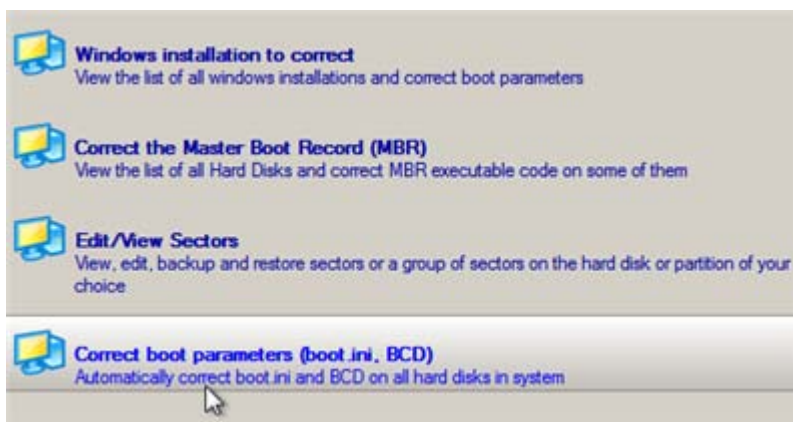 Windows installation to correct
View the list of all windows installations and correct boot parameters
Correct the Master Boot Record (MBR)
View the list of all Hard Disks and correct MBR executable code on some of them
Edit/View Sectors
View, edit, backup and restore sectors or a group of sectors on the hard disk or partition of your
choice
Correct boot parameters (boot.ini, BCD)
Automatically correct boot.ini and BCD on all hard disks in system